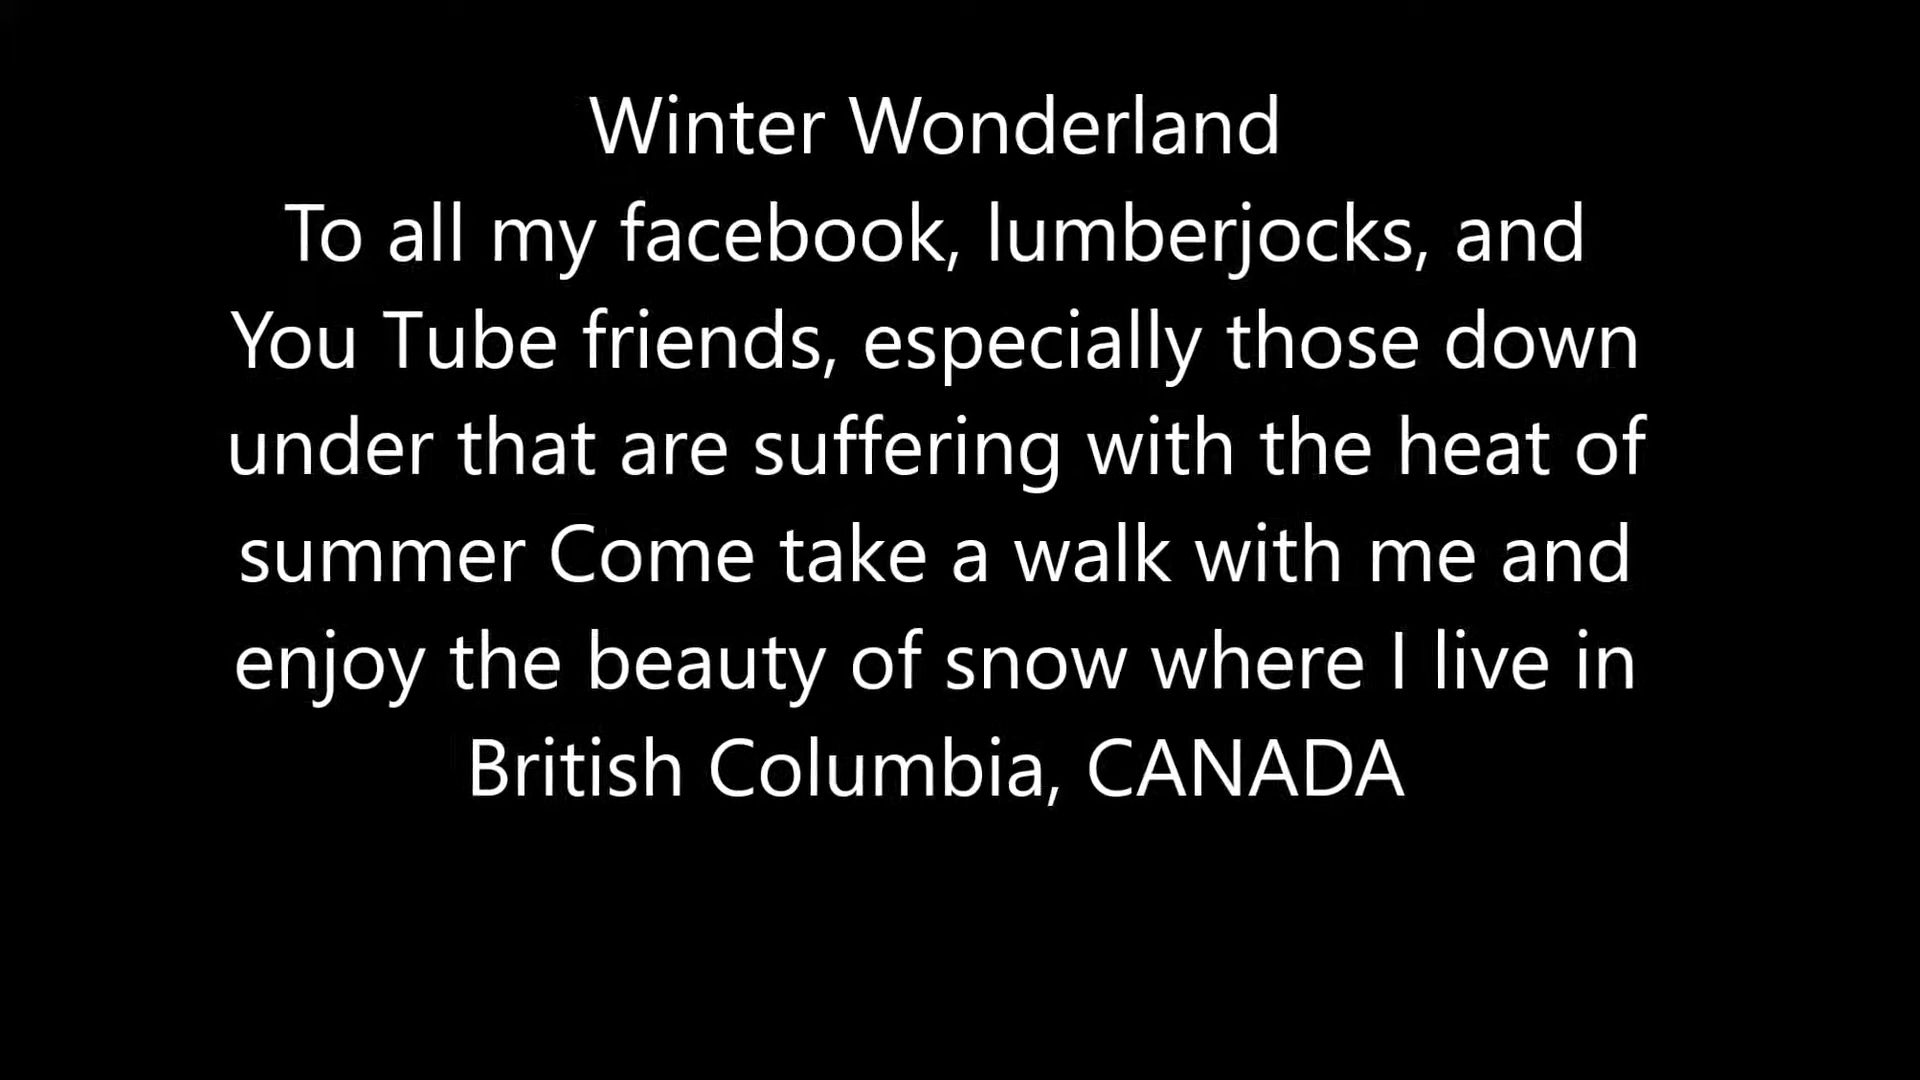 Winter Wonderland
To all my facebook, lumberjocks, and
You Tube friends, especially those down
under that are suffering with the heat of
summer Come take a walk with me and
enjoy the beauty of snow where I live in
British Columbia, CANADA